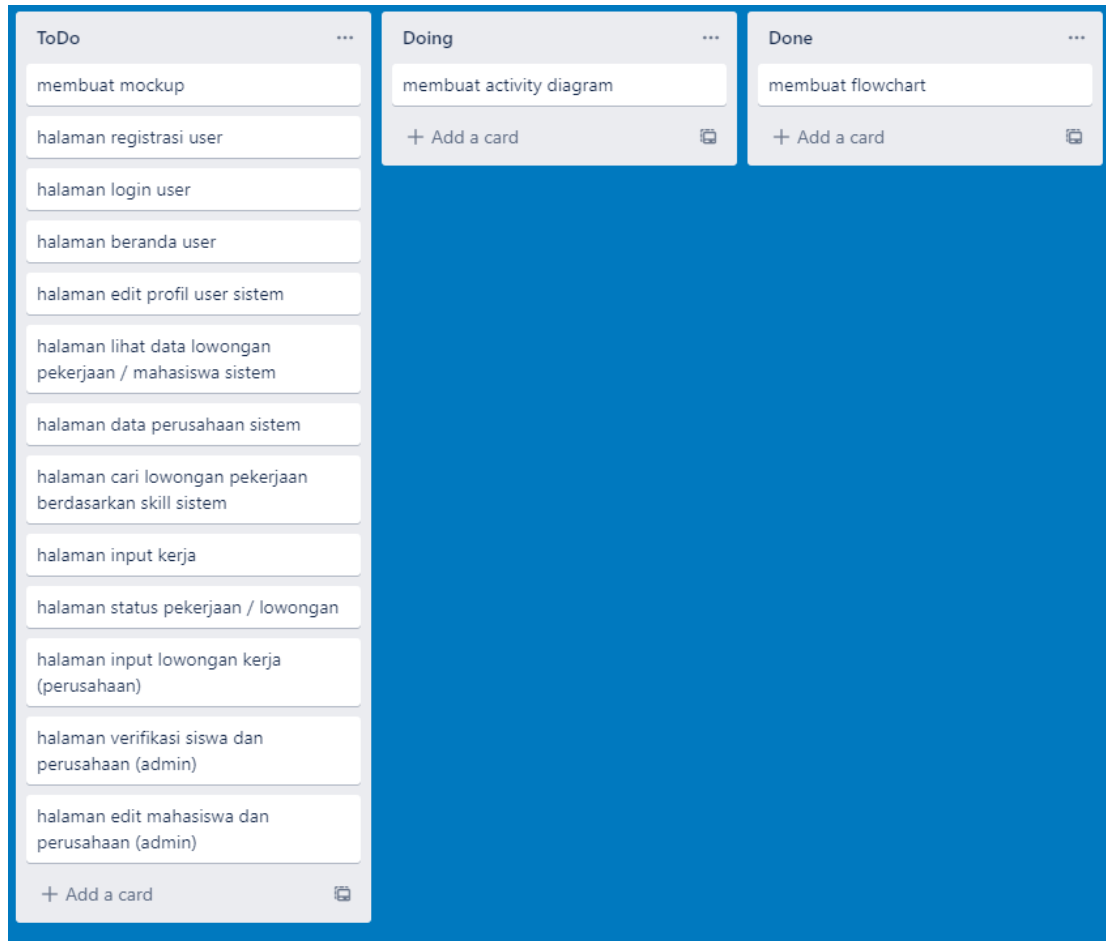 ToDo
membuat mockup
halaman registrasi user
halaman login user
halaman beranda user
halaman edit profil user sistem
halaman lihat data lowongan
pekerjaan / mahasiswa sistem
halaman data perusahaan sistem
halaman cari lowongan pekerjaan
berdasarkan skill sistem
halaman input kerja
halaman status pekerjaan / lowongan
halaman input lowongan kerja
(perusahaan)
halaman verifikasi siswa dan
perusahaan (admin)
halaman edit mahasiswa dan
perusahaan (admin)
+ Add a card
Doing
membuat activity diagram
+ Add a card
Done
membuat flowchart
+ Add a card